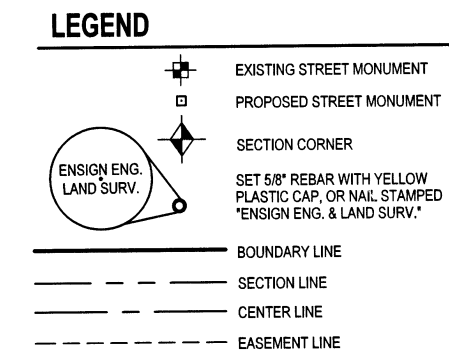 LEGEND
EXISTING STREET MONUMENT
PROPOSED STREET MONUMENT
SECTION CORNER
ENSIGN ENG.
LAND SURV.
SET 5/8" REBAR WITH YELLOW
PLASTIC CAP, OR NAIL STAMPED
"ENSIGN ENG. & LAND SURV."
BOUNDARY LINE
SECTION LINE
CENTER LINE
EASEMENT LINE